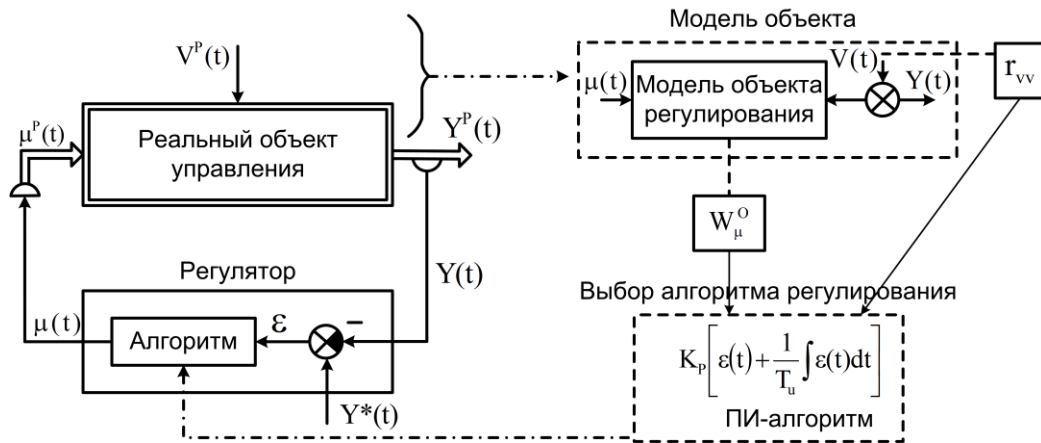 V^P(t)
μ^P(t)
Реальный объект
управления
Y^P(t)
Y(t)
Регулятор
μ(t)
Алгоритм
ε
−
Y*(t)
Модель объекта
μ(t)
Модель объекта
регулирования
V(t)
Y(t)
r_vv
W_μ^O
Выбор алгоритма регулирования
K_P[ε(t)+1/T_u∫ε(t)dt]
ПИ-алгоритм